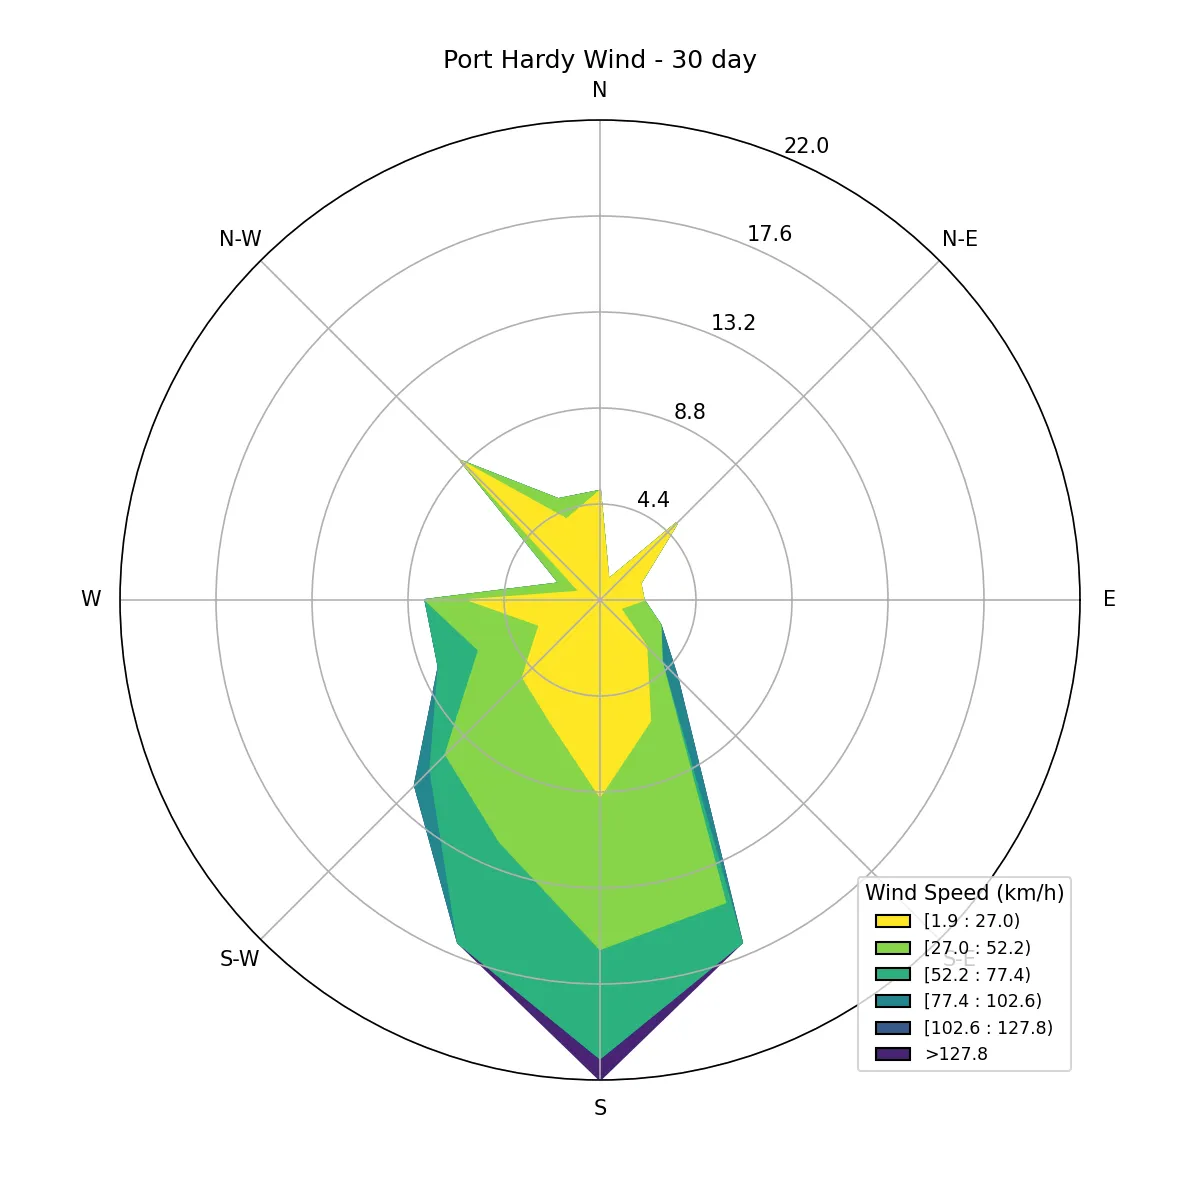 Port Hardy Wind - 30 day
N
22.0
17.6
N-W
N-E
13.2
8.8
4.4
W
E
Wind Speed (km/h)
[1.9 : 27.0)
[27.0 : 52.2)
S-W
S-E
[52.2 : 77.4)
[77.4 : 102.6)
[102.6 : 127.8)
>127.8
S